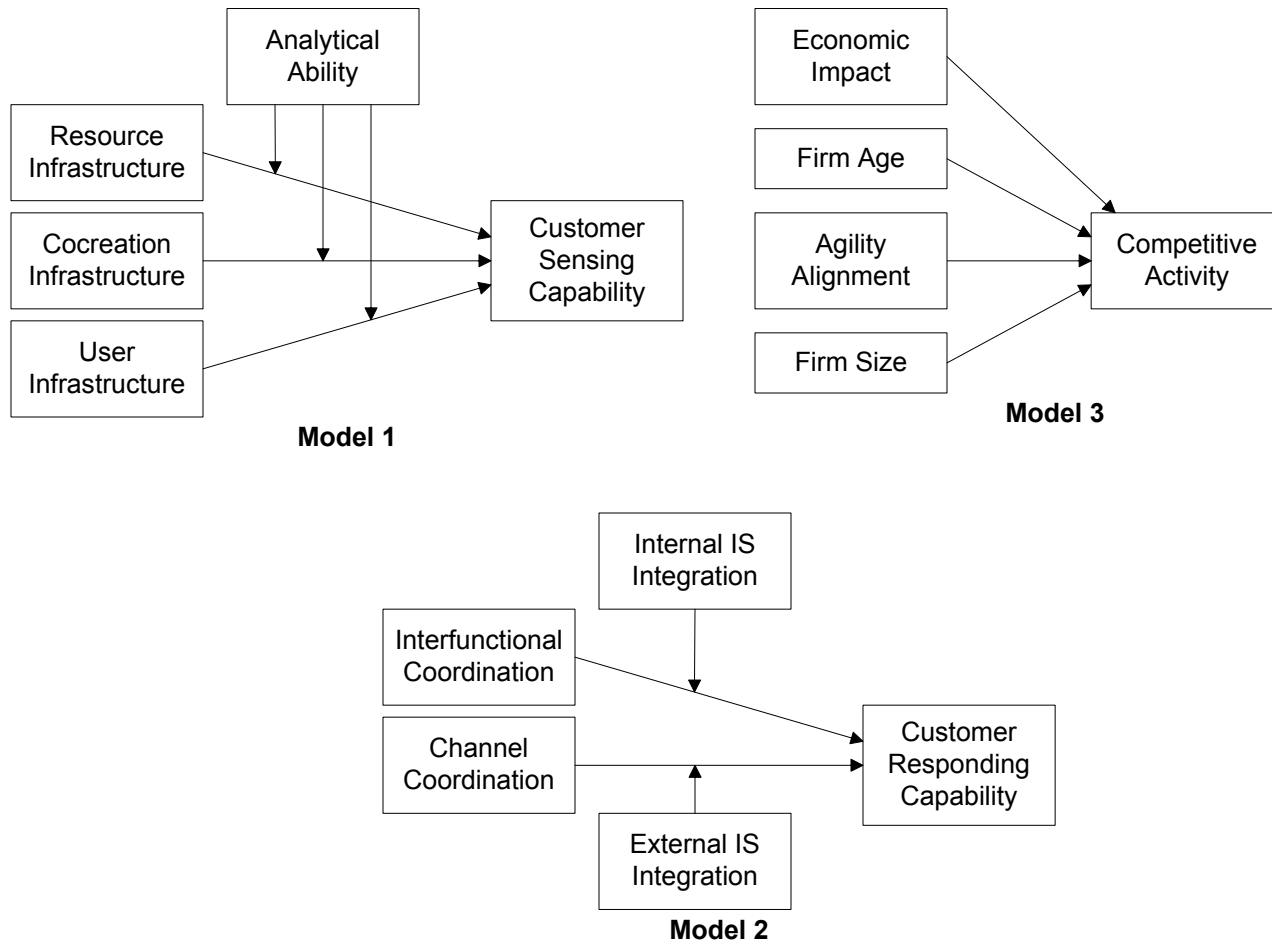 Analytical
Ability
Resource
Infrastructure
Cocreation
Infrastructure
User
Infrastructure
Customer
Sensing
Capability
Model 1
Economic
Impact
Firm Age
Agility
Alignment
Firm Size
Competitive
Activity
Model 3
Internal IS
Integration
Interfunctional
Coordination
Channel
Coordination
Customer
Responding
Capability
External IS
Integration
Model 2